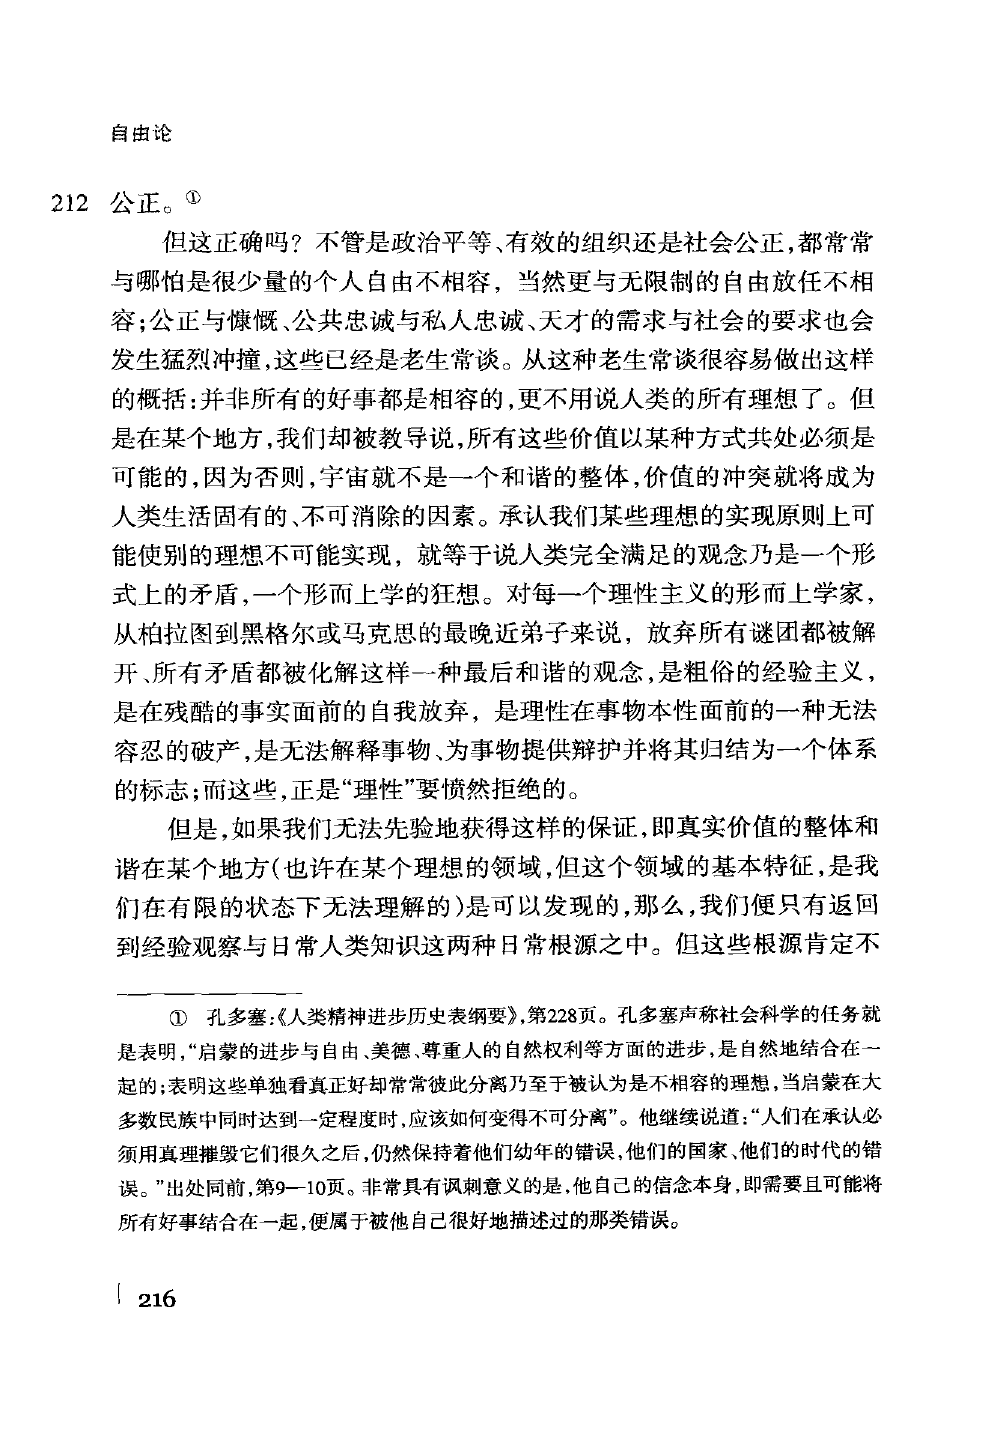 自由论
212 公正。①
但这正确吗？不管是政治平等、有效的组织还是社会公正，都常常
与哪怕是很少量的个人自由不相容，当然更与无限制的自由放任不相
容；公正与慷慨、公共忠诚与私人忠诚、天才的需求与社会的要求也会
发生猛烈冲撞，这些已经是老生常谈。从这种老生常谈很容易做出这样
的概括：并非所有的好事都是相容的，更不用说人类的所有理想了。但
是在某个地方，我们却被教导说，所有这些价值以某种方式共处必须是
可能的，因为否则，宇宙就不是一个和谐的整体，价值的冲突就将成为
人类生活固有的、不可消除的因素。承认我们某些理想的实现原则上可
能使别的理想不可能实现，就等于说人类完全满足的观念乃是一个形
式上的矛盾，一个形而上学的狂想。对每一个理性主义的形而上学家，
从柏拉图到黑格尔或马克思的最晚近弟子来说，放弃所有谜团都被解
开、所有矛盾都被化解这样一种最后和谐的观念，是粗俗的经验主义，
是在残酷的事实面前的自我放弃，是理性在事物本性面前的一种无法
容忍的破产，是无法解释事物、为事物提供辩护并将其归结为一个体系
的标志；而这些，正是“理性”要愤然拒绝的。
但是，如果我们无法先验地获得这样的保证，即真实价值的整体和
谐在某个地方（也许在某个理想的领域，但这个领域的基本特征，是我
们在有限的状态下无法理解的）是可以发现的，那么，我们便只有返回
到经验观察与日常人类知识这两种日常根源之中。但这些根源肯定不
① 孔多塞：《人类精神进步历史表纲要》，第228页。孔多塞声称社会科学的任务就
是表明，“启蒙的进步与自由、美德、尊重人的自然权利等方面的进步，是自然地结合在一
起的；表明这些单独看真正好却常常彼此分离乃至于被认为是不相容的理想，当启蒙在大
多数民族中同时达到一定程度时，应该如何变得不可分离”。他继续说道：“人们在承认必
须用真理摧毁它们很久之后，仍然保持着他们幼年的错误，他们的国家、他们的时代的错
误。”出处同前，第9—10页。非常具有讽刺意义的是，他自己的信念本身，即需要且可能将
所有好事结合在一起，便属于被他自己很好地描述过的那类错误。
216